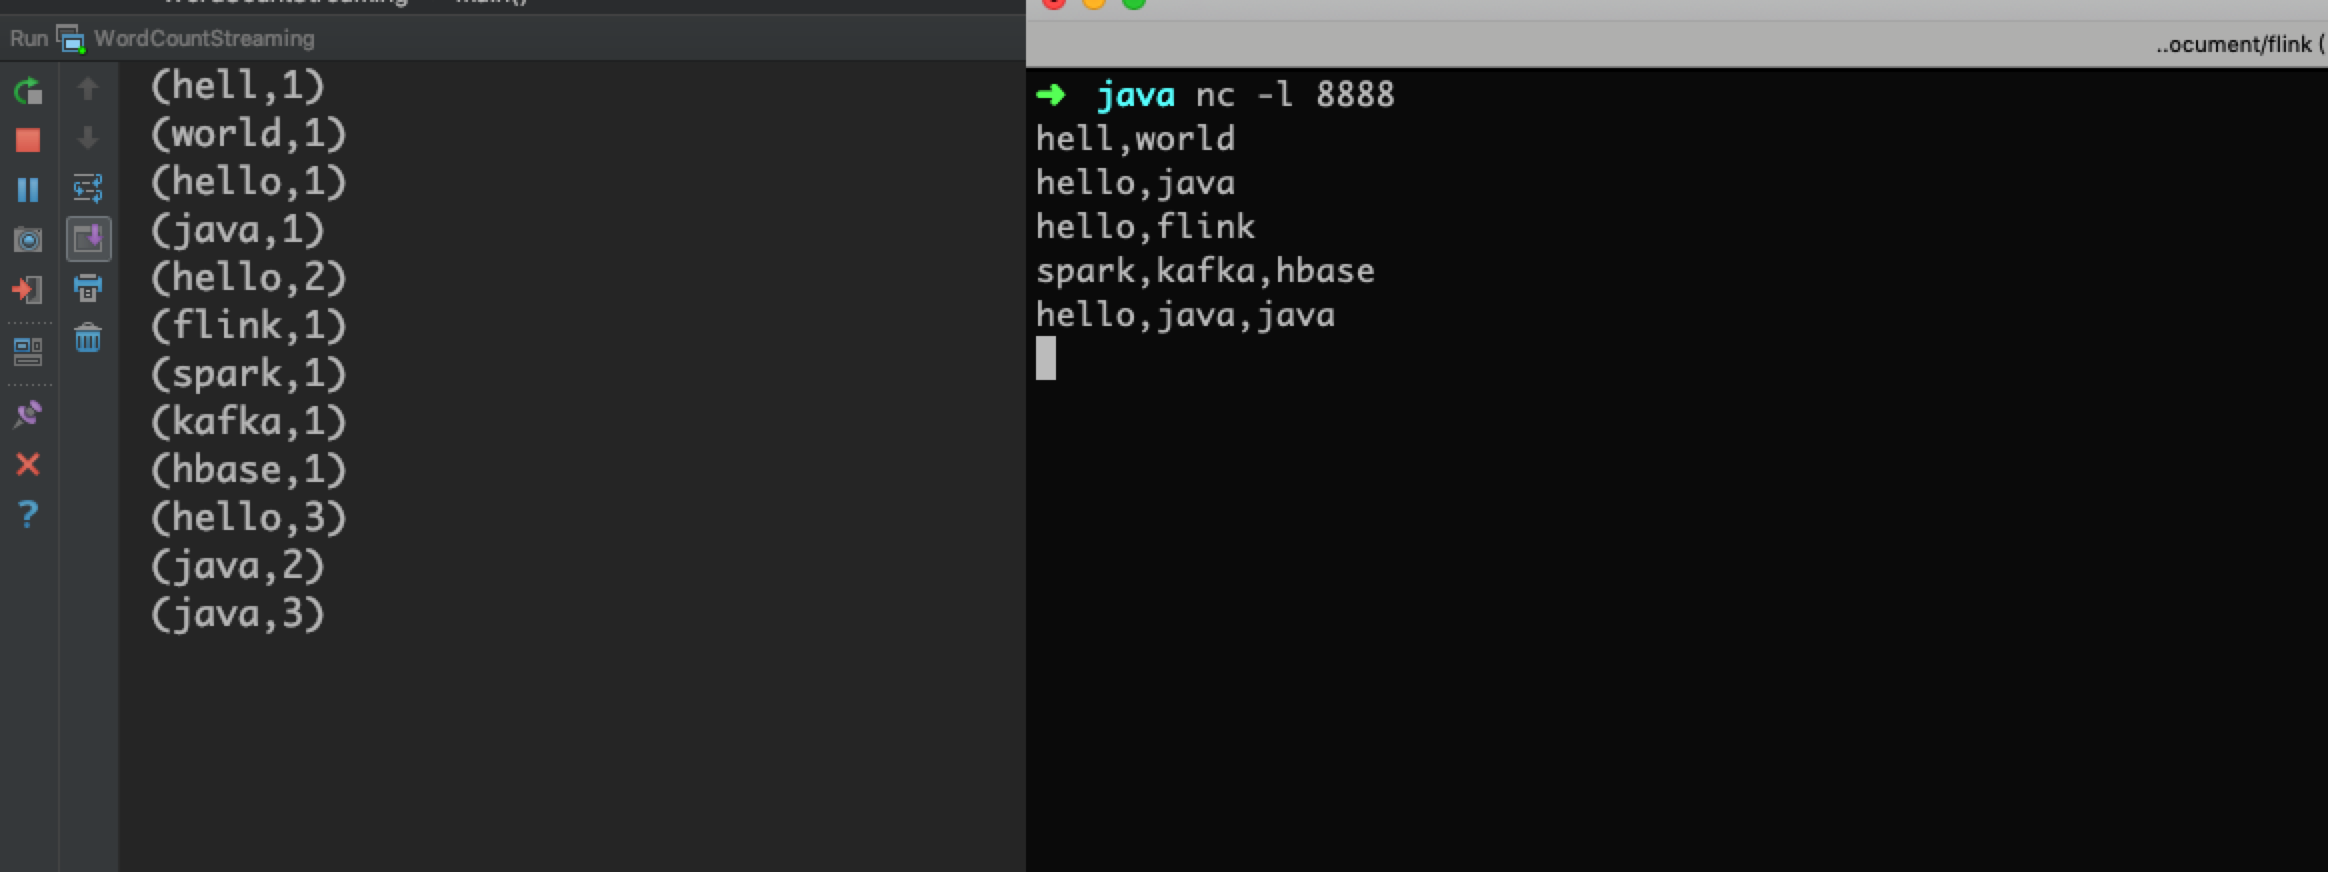 WordCountStreaming main()
Run WordCountStreaming
(hell,1)
(world,1)
(hello,1)
(java,1)
(hello,2)
(flink,1)
(spark,1)
(kafka,1)
(hbase,1)
(hello,3)
(java,2)
(java,3)
..ocument/flink (
➜ java nc -l 8888
hell,world
hello,java
hello,flink
spark,kafka,hbase
hello,java,java